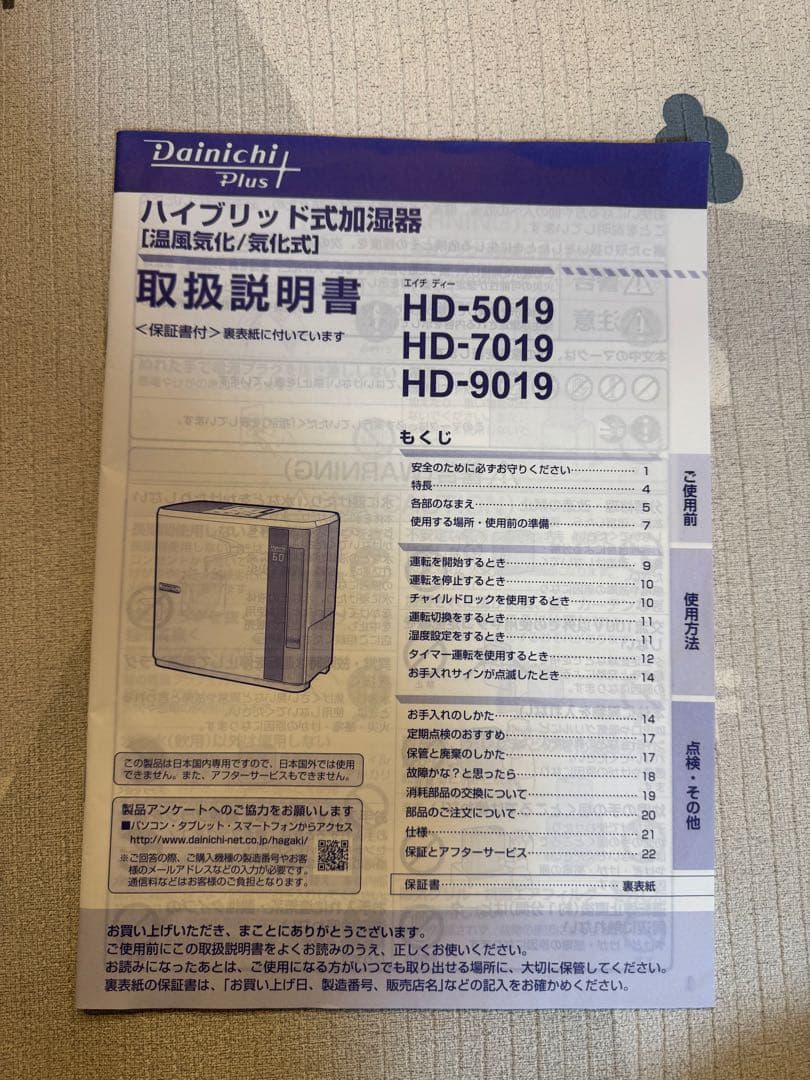 Dainichi
Plus
ハイブリッド式加湿器
[温風気化/気化式]
取扱説明書
<保証書付>裏表紙に付いています
エイチ ディー
HD-5019
HD-7019
HD-9019
もくじ
安全のために必ずお守りください……………… 1
特長……………………………………… 4
各部のなまえ……………………………… 5
使用する場所・使用前の準備…………… 7
ご使用前
運転を開始するとき……………………… 9
運転を停止するとき……………………… 10
チャイルドロックを使用するとき………… 10
運転切換をするとき……………………… 11
湿度設定をするとき……………………… 11
タイマー運転を使用するとき…………… 12
お手入れサインが点滅したとき………… 14
使用方法
お手入れのしかた………………………… 14
定期点検のおすすめ……………………… 17
保管と廃棄のしかた……………………… 17
故障かな?と思ったら…………………… 18
消耗部品の交換について………………… 19
部品のご注文について…………………… 20
仕様………………………………………… 21
保証とアフターサービス………………… 22
点検・その他
保証書……………………………… 裏表紙
この製品は日本国内専用ですので、日本国外では使用
できません。また、アフターサービスもできません。
製品アンケートへのご協力をお願いします
■パソコン・タブレット・スマートフォンからアクセス
http://www.dainichi-net.co.jp/hagaki/
※ご回答の際、ご購入機種の製造番号やお客
様のメールアドレスなどの入力が必要です。
通信料などはお客様のご負担となります。
お買い上げいただき、まことにありがとうございます。
ご使用前にこの取扱説明書をよくお読みのうえ、正しくお使いください。
お読みになったあとは、ご使用になる方がいつでも取り出せる場所に、大切に保管してください。
裏表紙の保証書は、「お買い上げ日、製造番号、販売店名」などの記入をお確かめください。